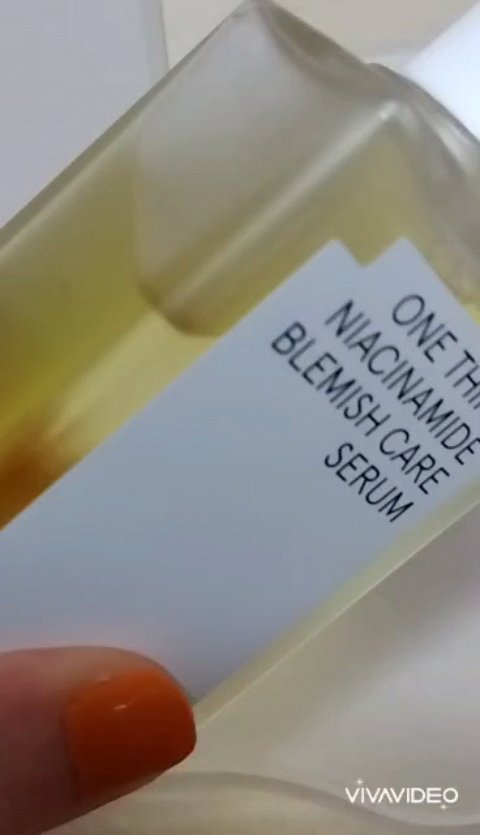 ONE THI
NIACINAMIDE
BLEMISH CARE
SERUM
VIVAVIDEO